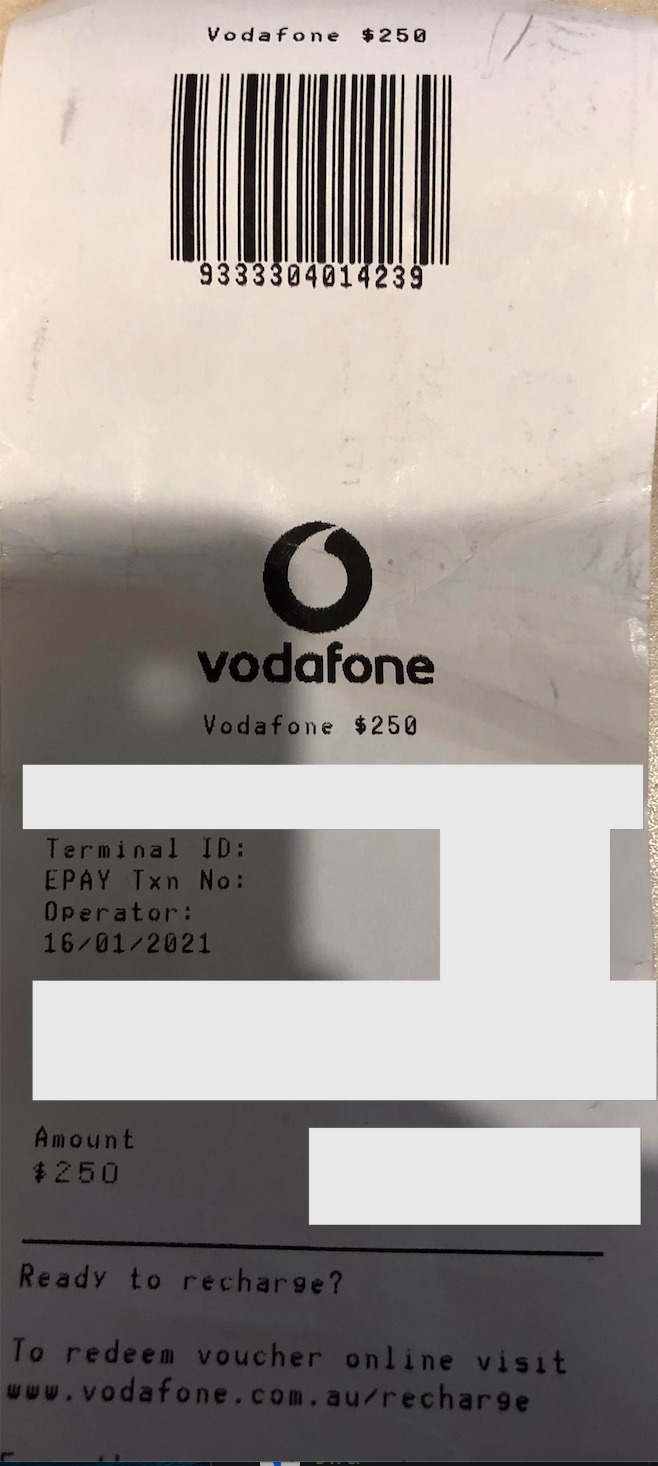 Vodafone $250
9333304014239
vodafone
Vodafone $250
Terminal ID:
EPAY Txn No:
Operator:
16/01/2021
Amount
$250
Ready to recharge?
To redeem voucher online visit
www.vodafone.com.au/recharge